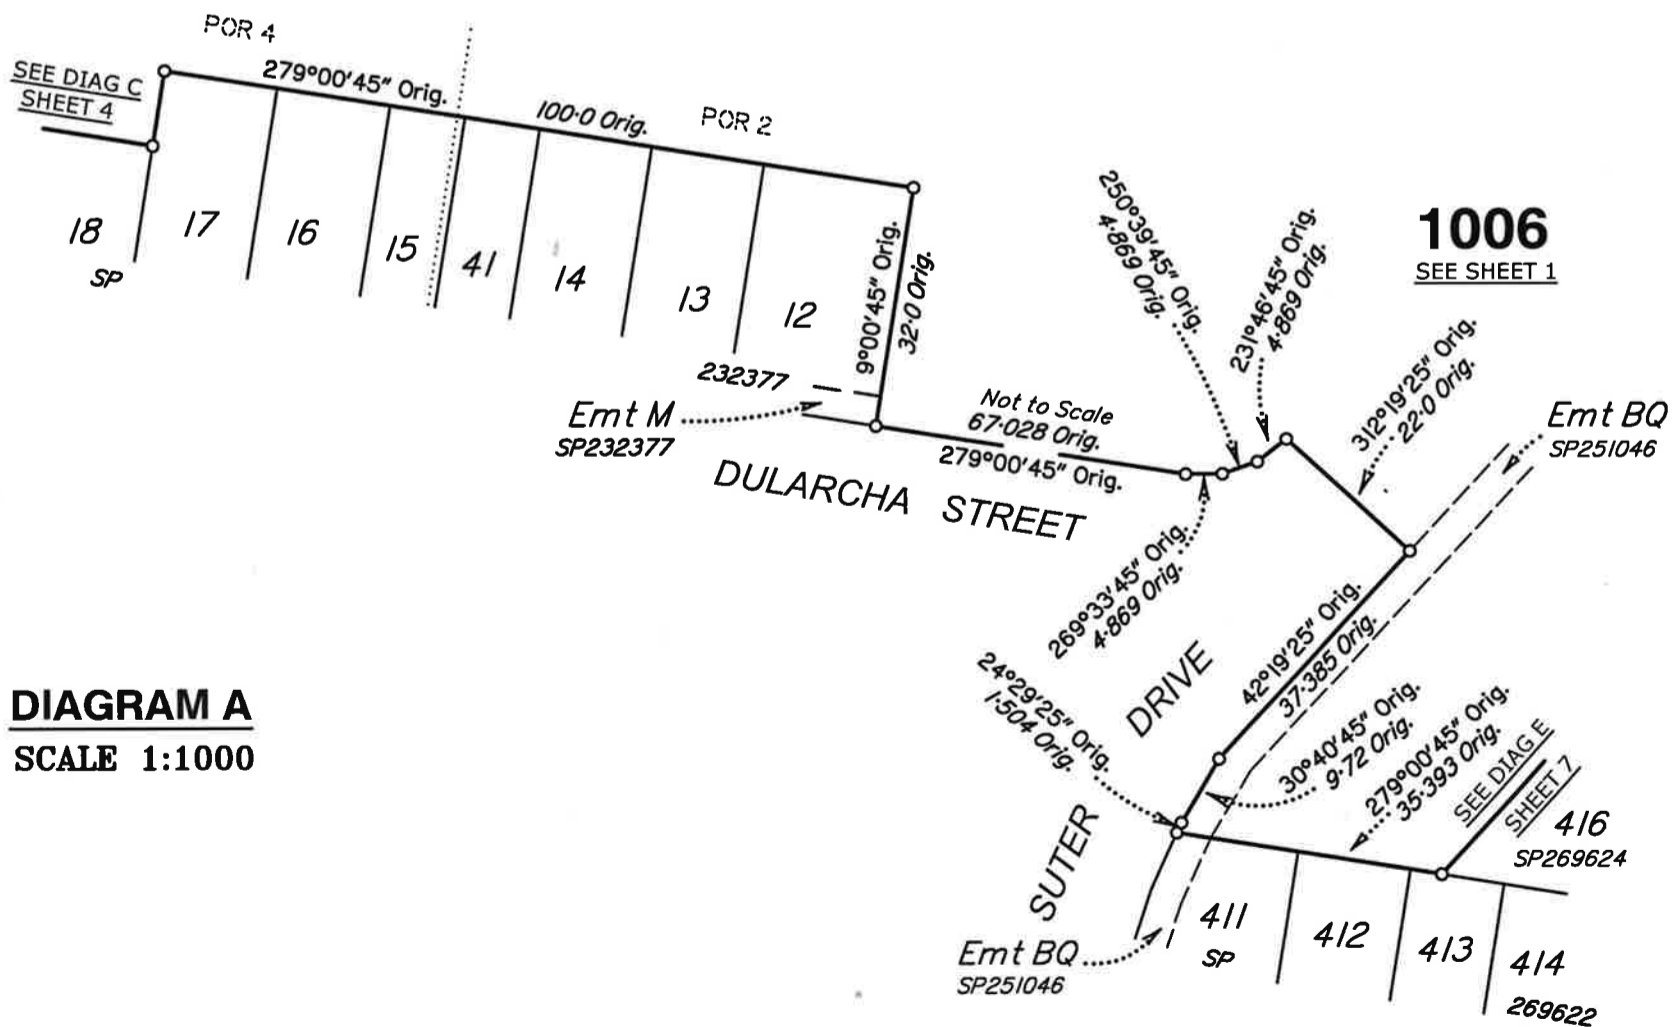 POR 4
SEE DIAG C
SHEET 4
279°00'45" Orig.
100·0 Orig.
POR 2
18
SP
17
16
15
41
14
13
12
232377
9°00'45" Orig.
32·0 Orig.
Emt M
SP232377
Not to Scale
67·028 Orig.
279°00'45" Orig.
DULARCHA STREET
250°39'45" Orig.
4·869 Orig.
231°46'45" Orig.
4·869 Orig.
1006
SEE SHEET 1
312°19'25" Orig.
22·0 Orig.
Emt BQ
SP251046
269°33'45" Orig.
4·869 Orig.
42°19'25" Orig.
37·385 Orig.
24°29'25" Orig.
1·504 Orig.
SUTER DRIVE
30°40'45" Orig.
9·72 Orig.
279°00'45" Orig.
35·393 Orig.
SEE DIAG E
SHEET 7
416
SP269624
411
SP
412
413
414
269622
Emt BQ
SP251046
DIAGRAM A
SCALE 1:1000